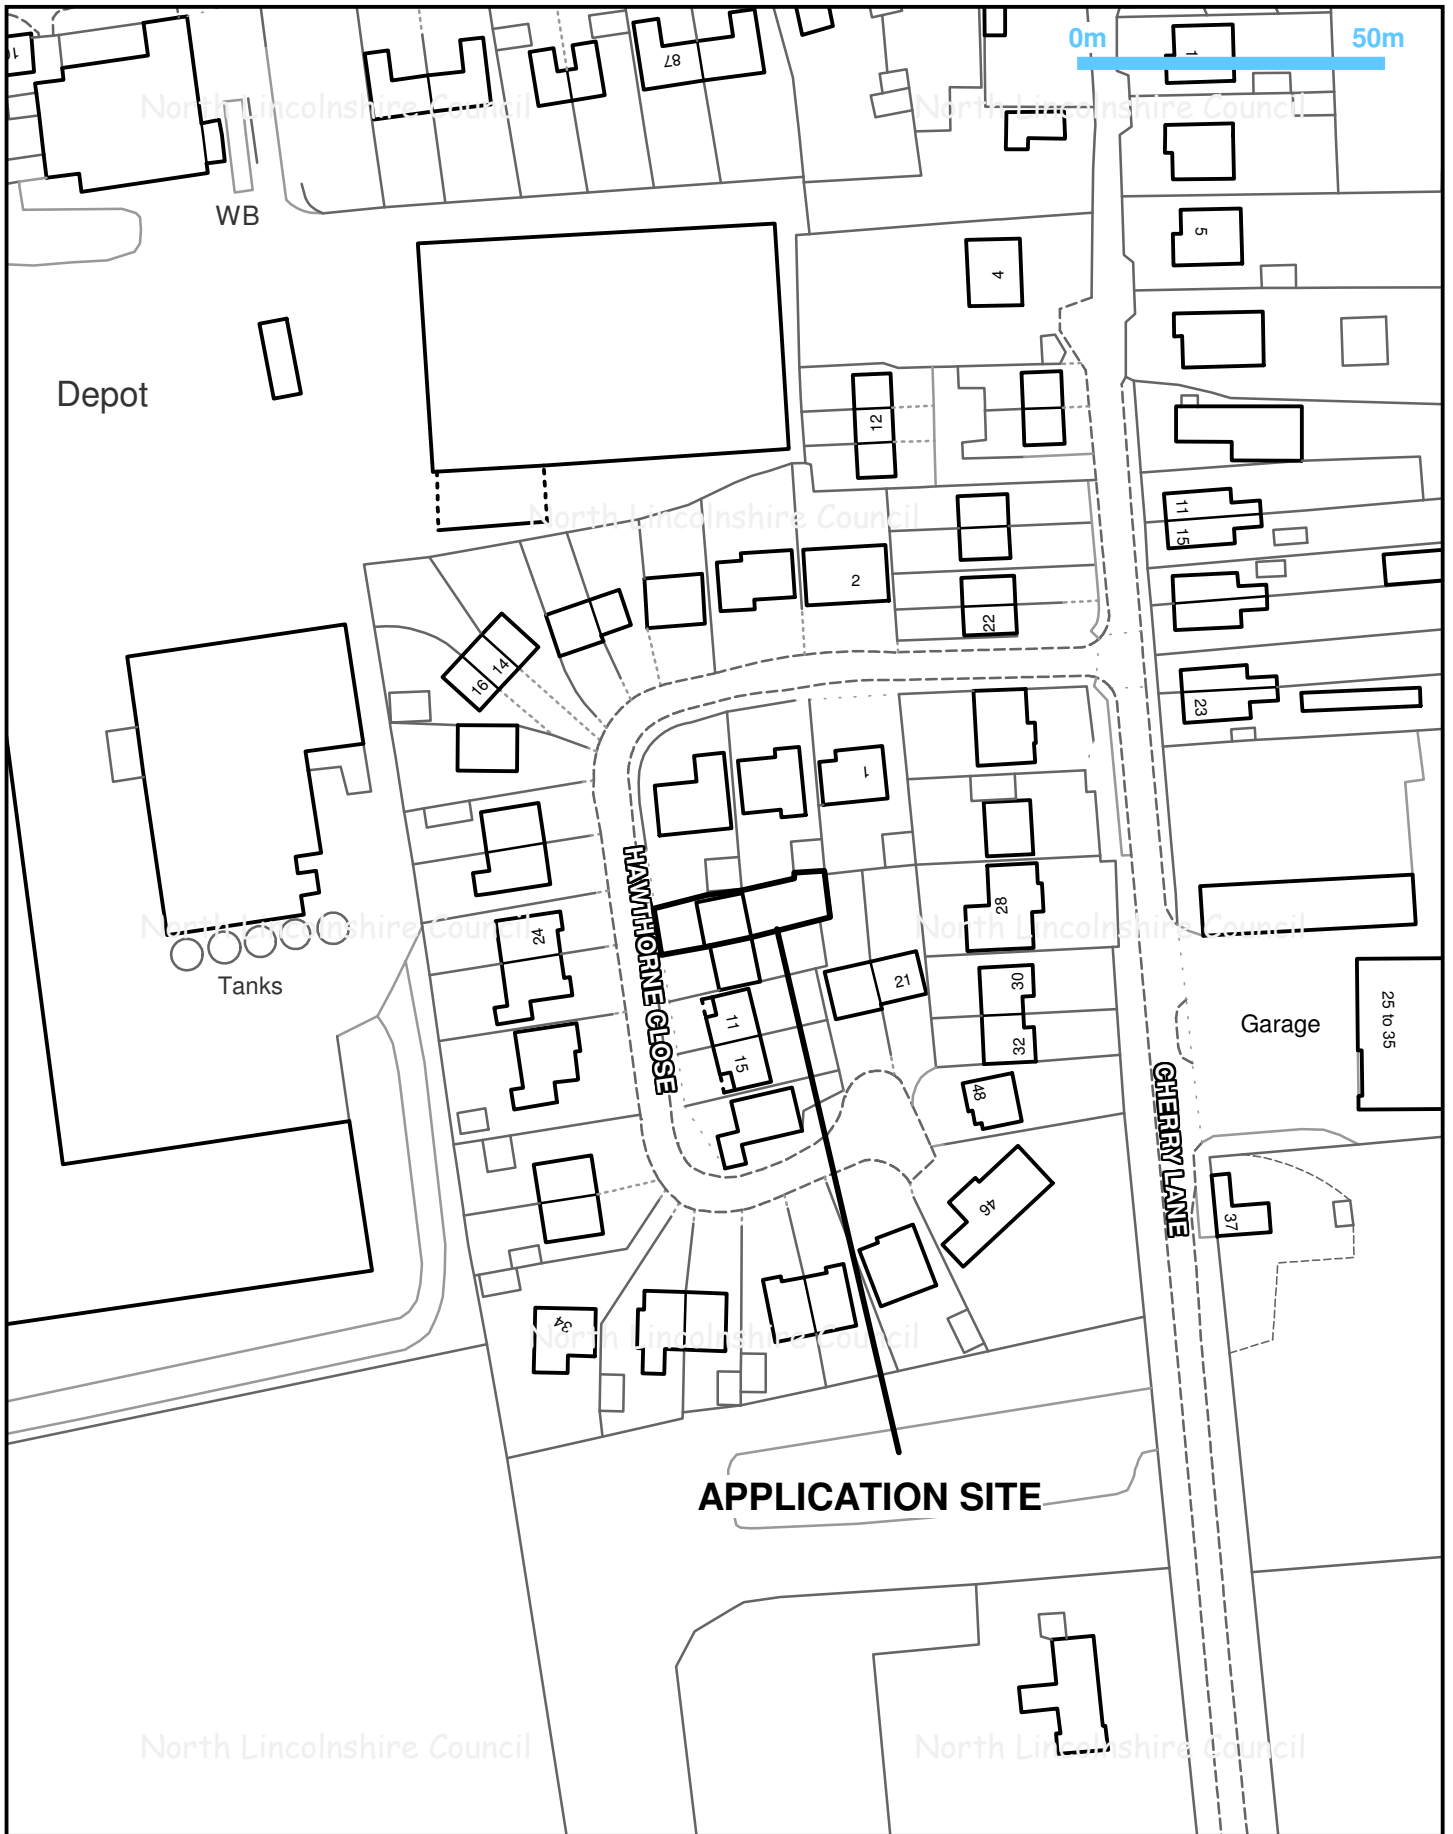 0m 50m
1
87
North Lincolnshire Council North Lincolnshire Council
WB
5
4
Depot
12
11
15
North Lincolnshire Council
2
22
14
16
23
1
HAWTHORNE CLOSE
28
24
North Lincolnshire Council North Lincolnshire Council
Tanks
21
30
11
25 to 35
Garage
32
15
48
CHERRY LANE
46
37
34
North Lincolnshire Council
APPLICATION SITE
North Lincolnshire Council North Lincolnshire Council